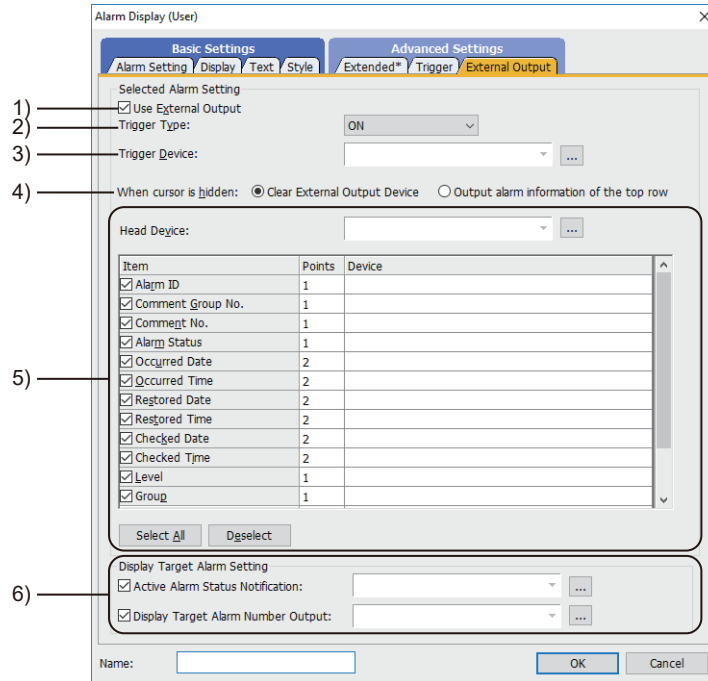 Alarm Display (User)
Basic Settings
Advanced Settings
Alarm Setting Display Text Style Extended* Trigger External Output
Selected Alarm Setting
1) Use External Output
2) Trigger Type: ON
3) Trigger Device: ...
4) When cursor is hidden: Clear External Output Device Output alarm information of the top row
Head Device: ...
Item Points Device
Alarm ID 1
Comment Group No. 1
Comment No. 1
Alarm Status 1
Occurred Date 2
5) Occurred Time 2
Restored Date 2
Restored Time 2
Checked Date 2
Checked Time 2
Level 1
Group 1
Select All Deselect
Display Target Alarm Setting
Active Alarm Status Notification: ...
6)
Display Target Alarm Number Output: ...
Name: OK Cancel